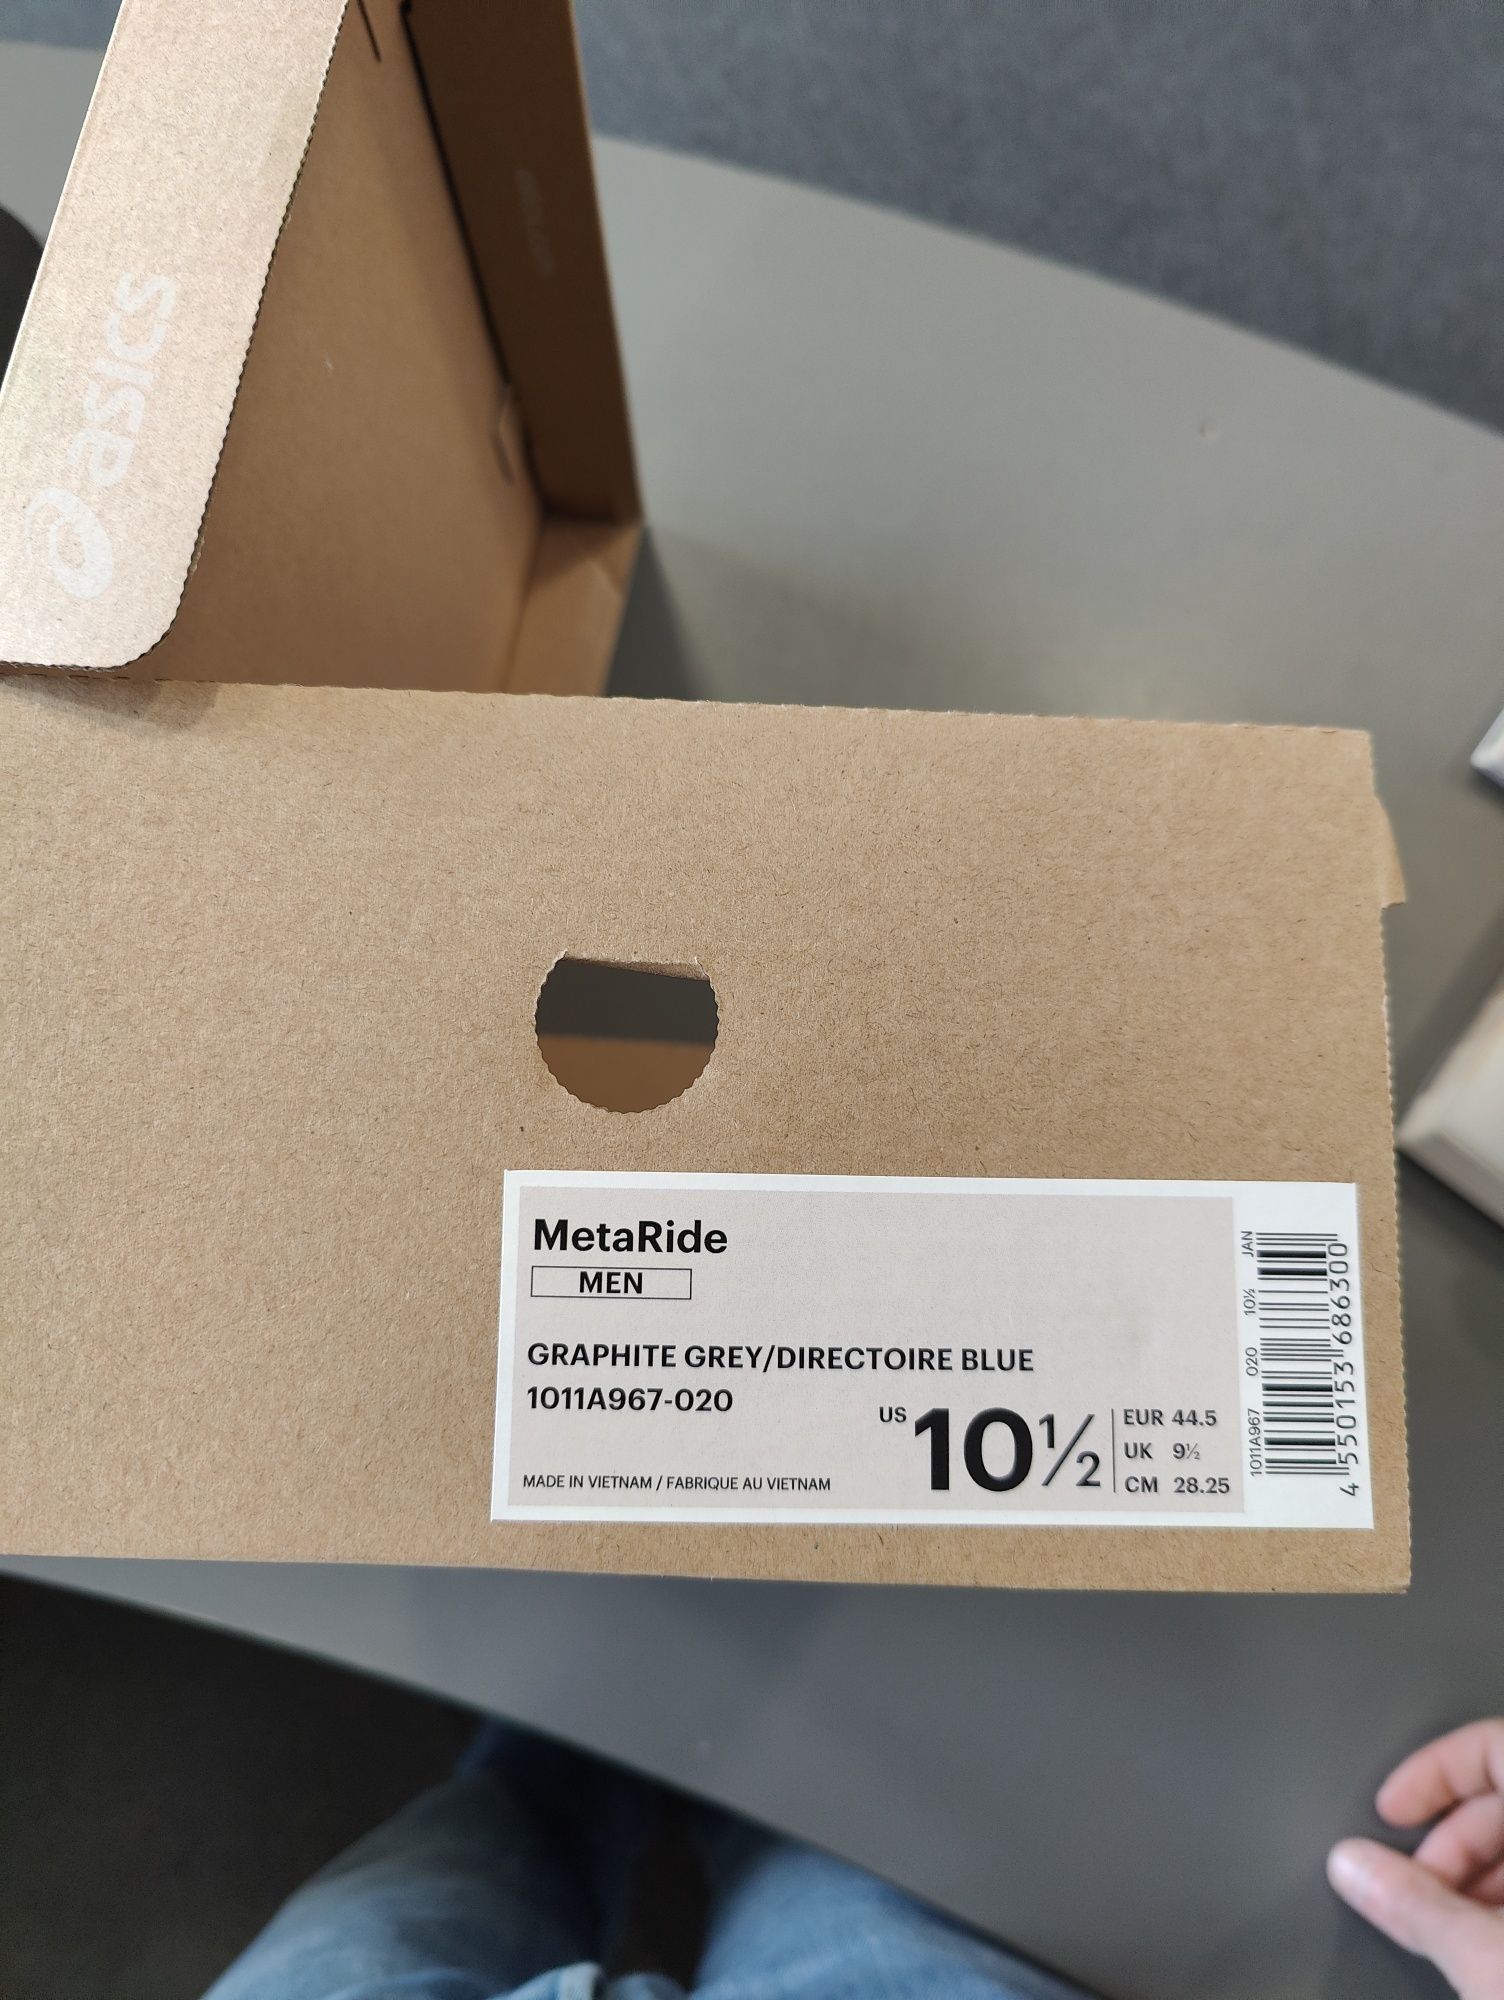 asics
MetaRide
MEN
GRAPHITE GREY/DIRECTOIRE BLUE
1011A967-020
US 10½
EUR 44.5
UK 9½
CM 28.25
MADE IN VIETNAM / FABRIQUE AU VIETNAM
1011A967 020 10½ JAN
4 550153 686300